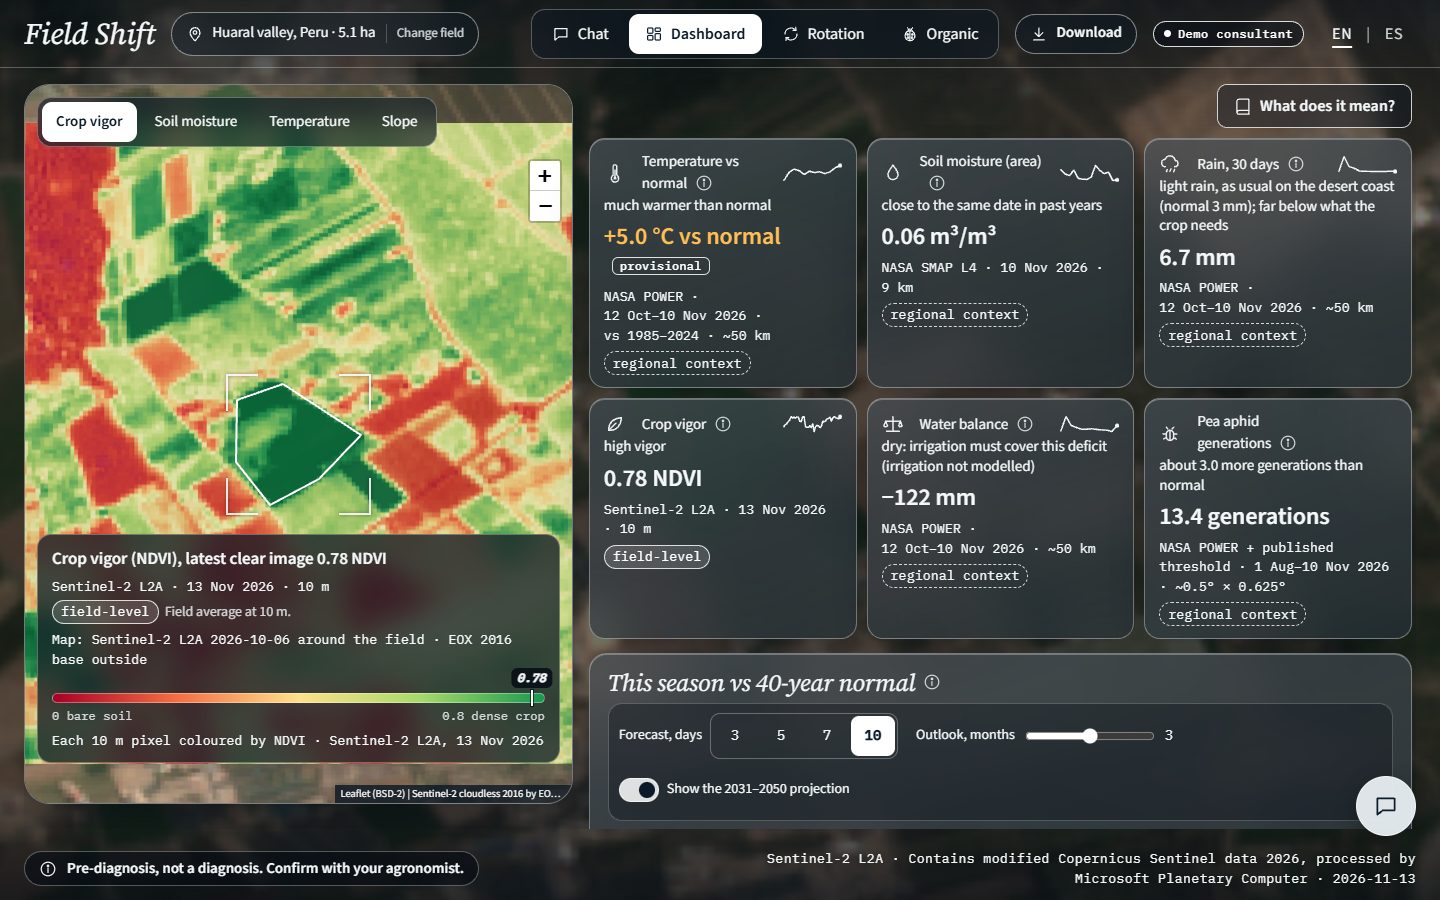 Field Shift
Huaral valley, Peru · 5.1 ha
Change field
Chat
Dashboard
Rotation
Organic
Download
Demo consultant
EN | ES
Crop vigor
Soil moisture
Temperature
Slope
+
−
Crop vigor (NDVI), latest clear image 0.78 NDVI
Sentinel-2 L2A · 13 Nov 2026 · 10 m
field-level Field average at 10 m.
Map: Sentinel-2 L2A 2026-10-06 around the field · EOX 2016
base outside
0.78
0 bare soil
0.8 dense crop
Each 10 m pixel coloured by NDVI · Sentinel-2 L2A, 13 Nov 2026
Leaflet (BSD-2) | Sentinel-2 cloudless 2016 by EO…
What does it mean?
Temperature vs
normal
much warmer than normal
+5.0 °C vs normal
provisional
NASA POWER ·
12 Oct–10 Nov 2026 ·
vs 1985–2024 · ~50 km
regional context
Soil moisture (area)
close to the same date in past years
0.06 m³/m³
NASA SMAP L4 · 10 Nov 2026 ·
9 km
regional context
Rain, 30 days
light rain, as usual on the desert coast
(normal 3 mm); far below what the
crop needs
6.7 mm
NASA POWER ·
12 Oct–10 Nov 2026 · ~50 km
regional context
Crop vigor
high vigor
0.78 NDVI
Sentinel-2 L2A · 13 Nov 2026
· 10 m
field-level
Water balance
dry: irrigation must cover this deficit
(irrigation not modelled)
−122 mm
NASA POWER ·
12 Oct–10 Nov 2026 · ~50 km
regional context
Pea aphid
generations
about 3.0 more generations than
normal
13.4 generations
NASA POWER + published
threshold · 1 Aug–10 Nov 2026
· ~0.5° × 0.625°
regional context
This season vs 40-year normal
Forecast, days
3
5
7
10
Outlook, months
3
Show the 2031–2050 projection
Pre-diagnosis, not a diagnosis. Confirm with your agronomist.
Sentinel-2 L2A · Contains modified Copernicus Sentinel data 2026, processed by
Microsoft Planetary Computer · 2026-11-13